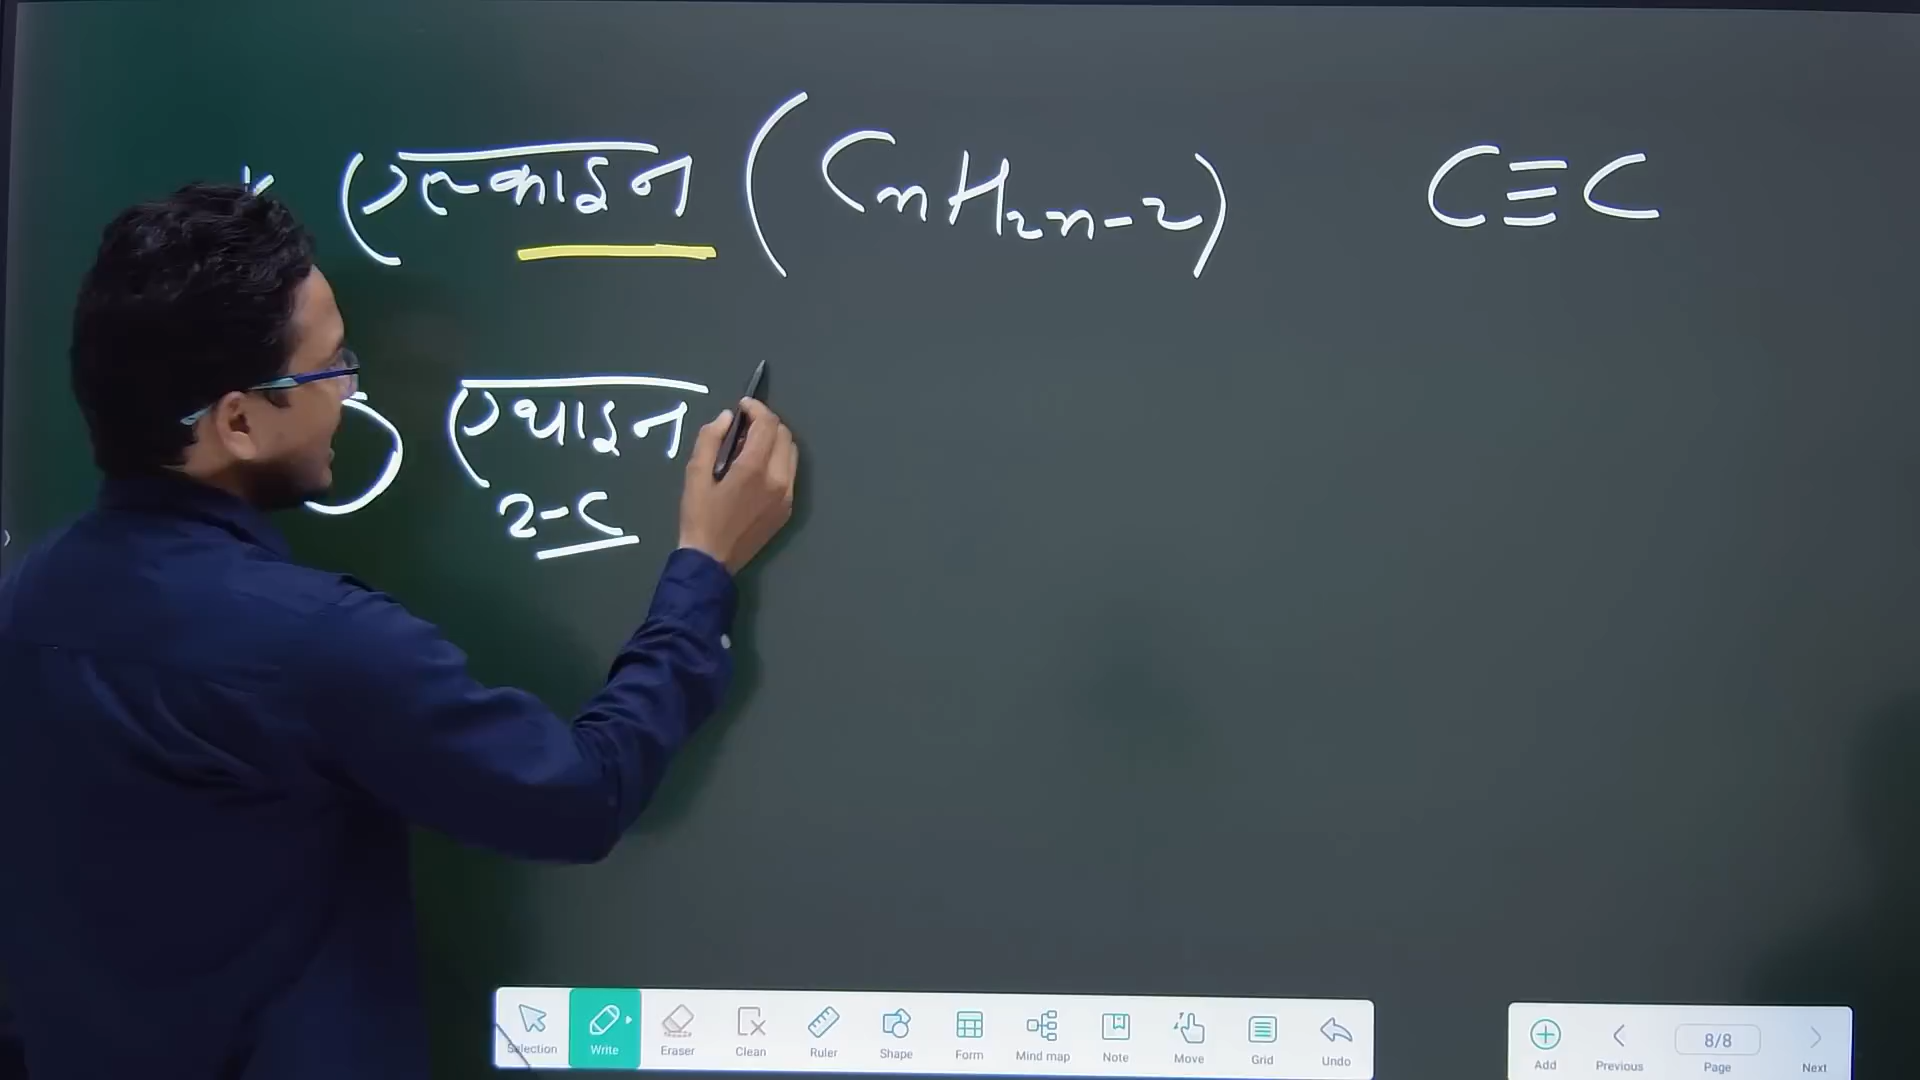 * एल्काइन (CnH2n-2) C≡C
एथाइन
2-C
Selection Write Eraser Clean Ruler Shape Form Mind map Note Move Grid Undo
Add Previous 8/8 Page Next